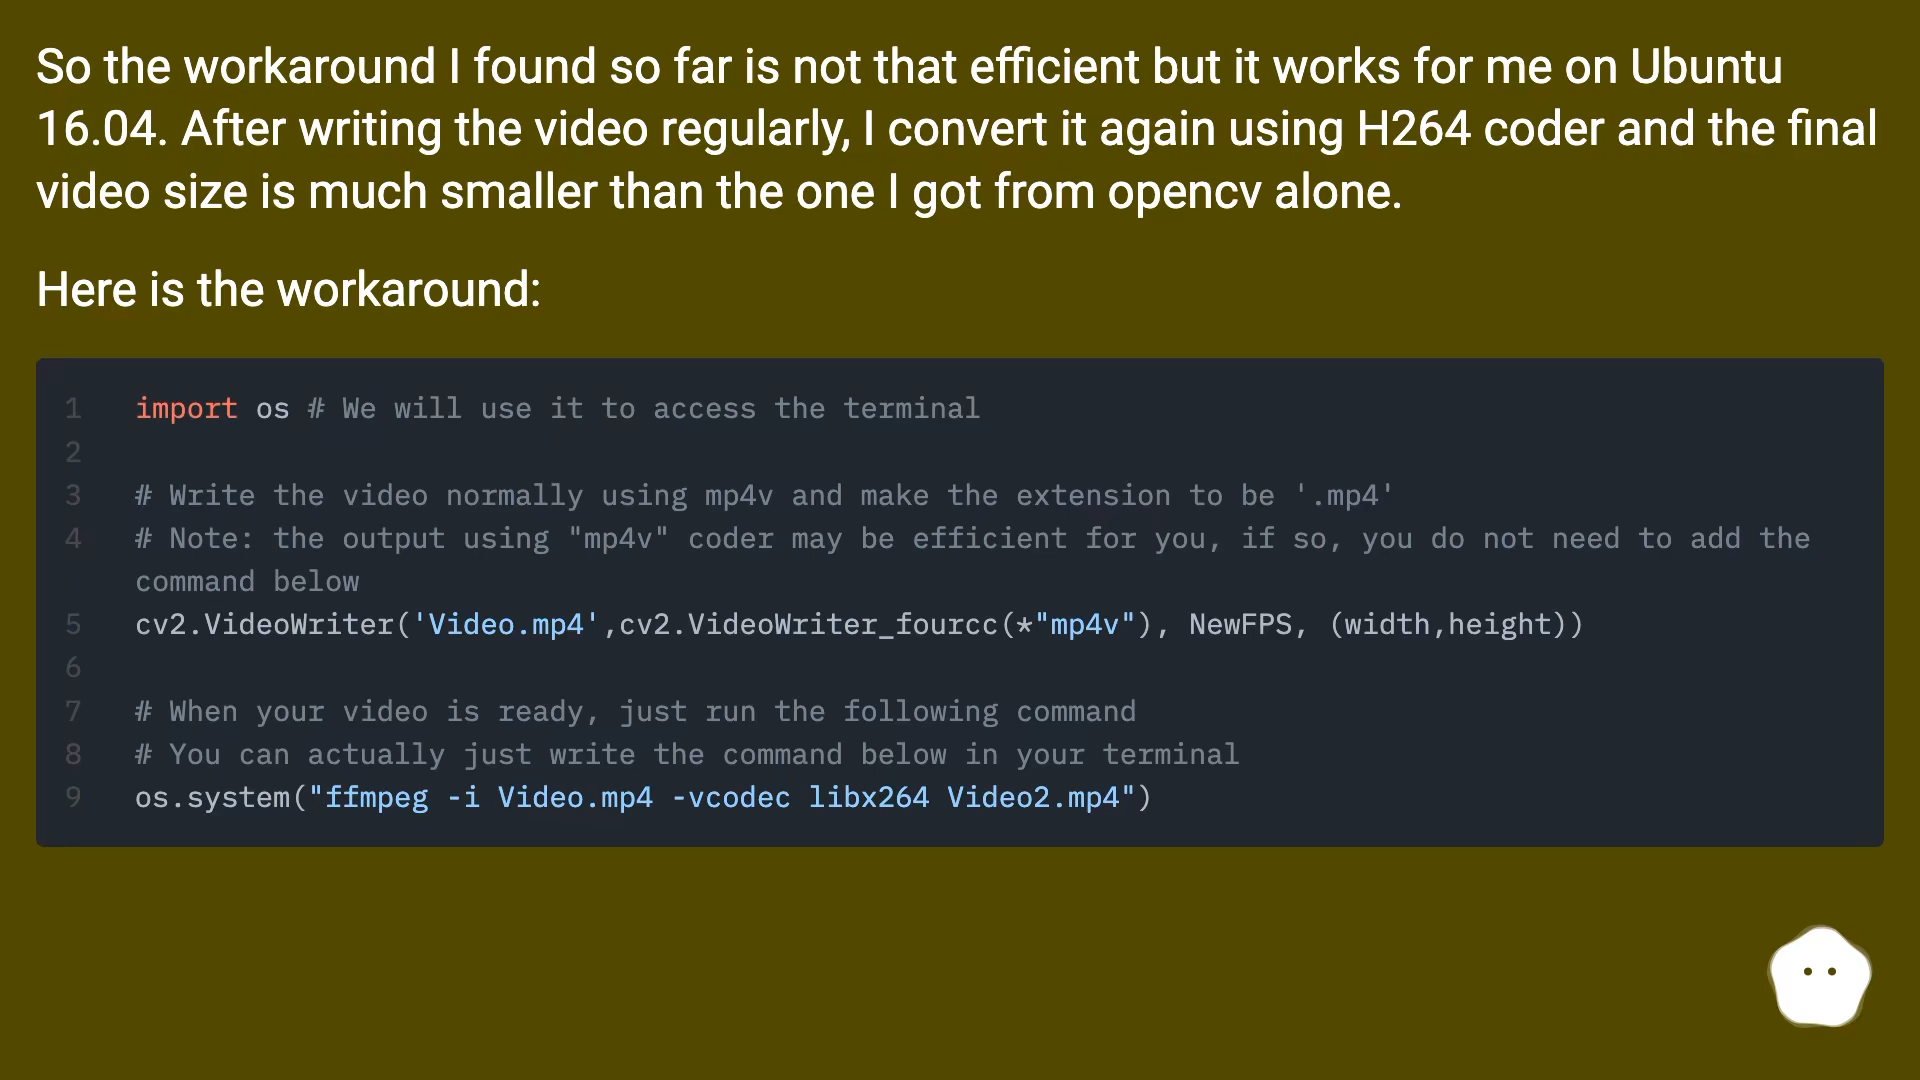 So the workaround I found so far is not that efficient but it works for me on Ubuntu
16.04. After writing the video regularly, I convert it again using H264 coder and the final
video size is much smaller than the one I got from opencv alone.
Here is the workaround:
1 import os # We will use it to access the terminal
2
3 # Write the video normally using mp4v and make the extension to be '.mp4'
4 # Note: the output using "mp4v" coder may be efficient for you, if so, you do not need to add the
command below
5 cv2.VideoWriter('Video.mp4',cv2.VideoWriter_fourcc(*"mp4v"), NewFPS, (width,height))
6
7 # When your video is ready, just run the following command
8 # You can actually just write the command below in your terminal
9 os.system("ffmpeg -i Video.mp4 -vcodec libx264 Video2.mp4")